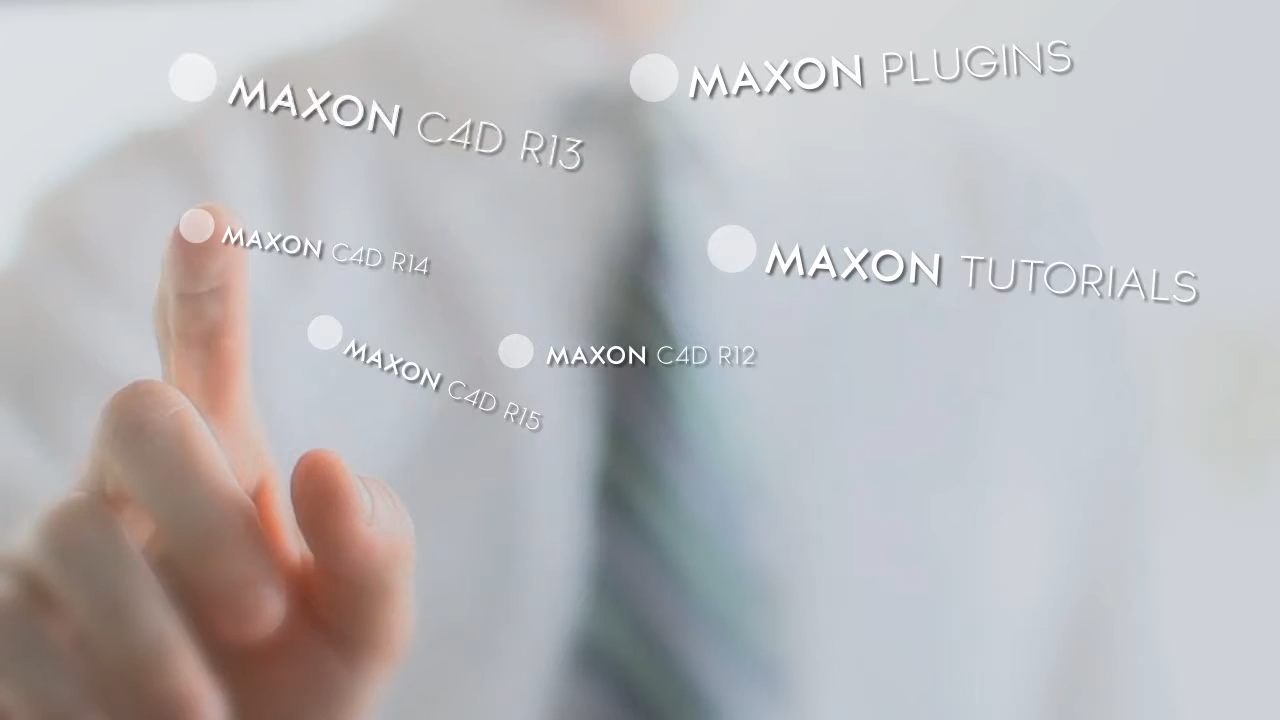 MAXON C4D R13
MAXON PLUGINS
MAXON C4D R14
MAXON TUTORIALS
MAXON C4D R15
MAXON C4D R12